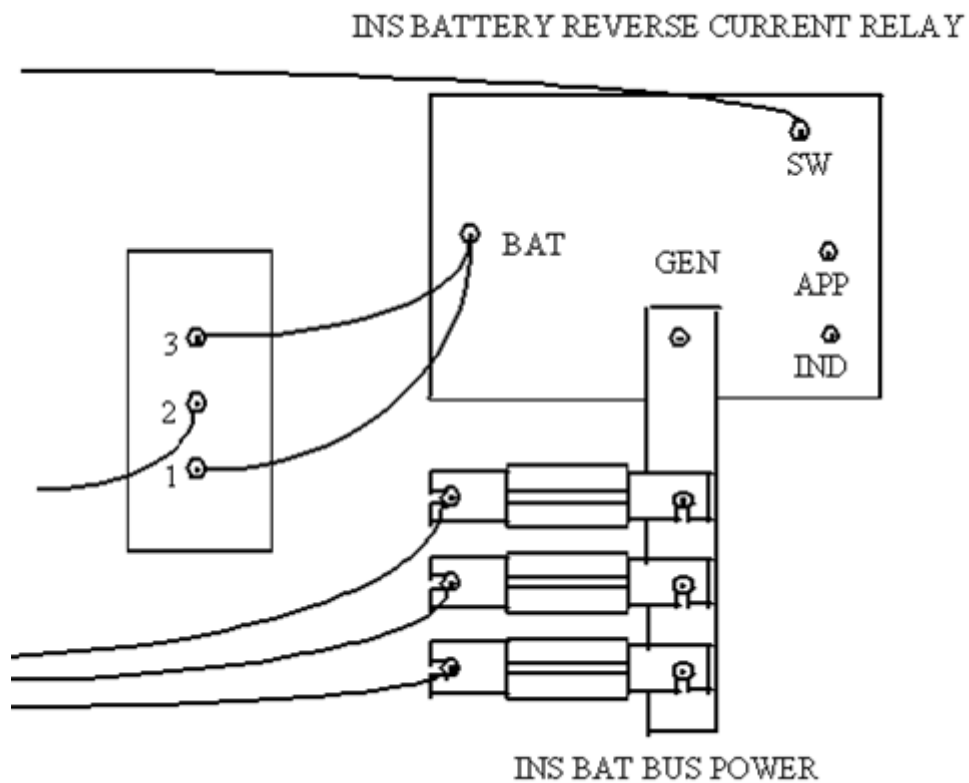 INS BATTERY REVERSE CURRENT RELAY
SW
BAT
GEN
APP
IND
3
2
1
INS BAT BUS POWER